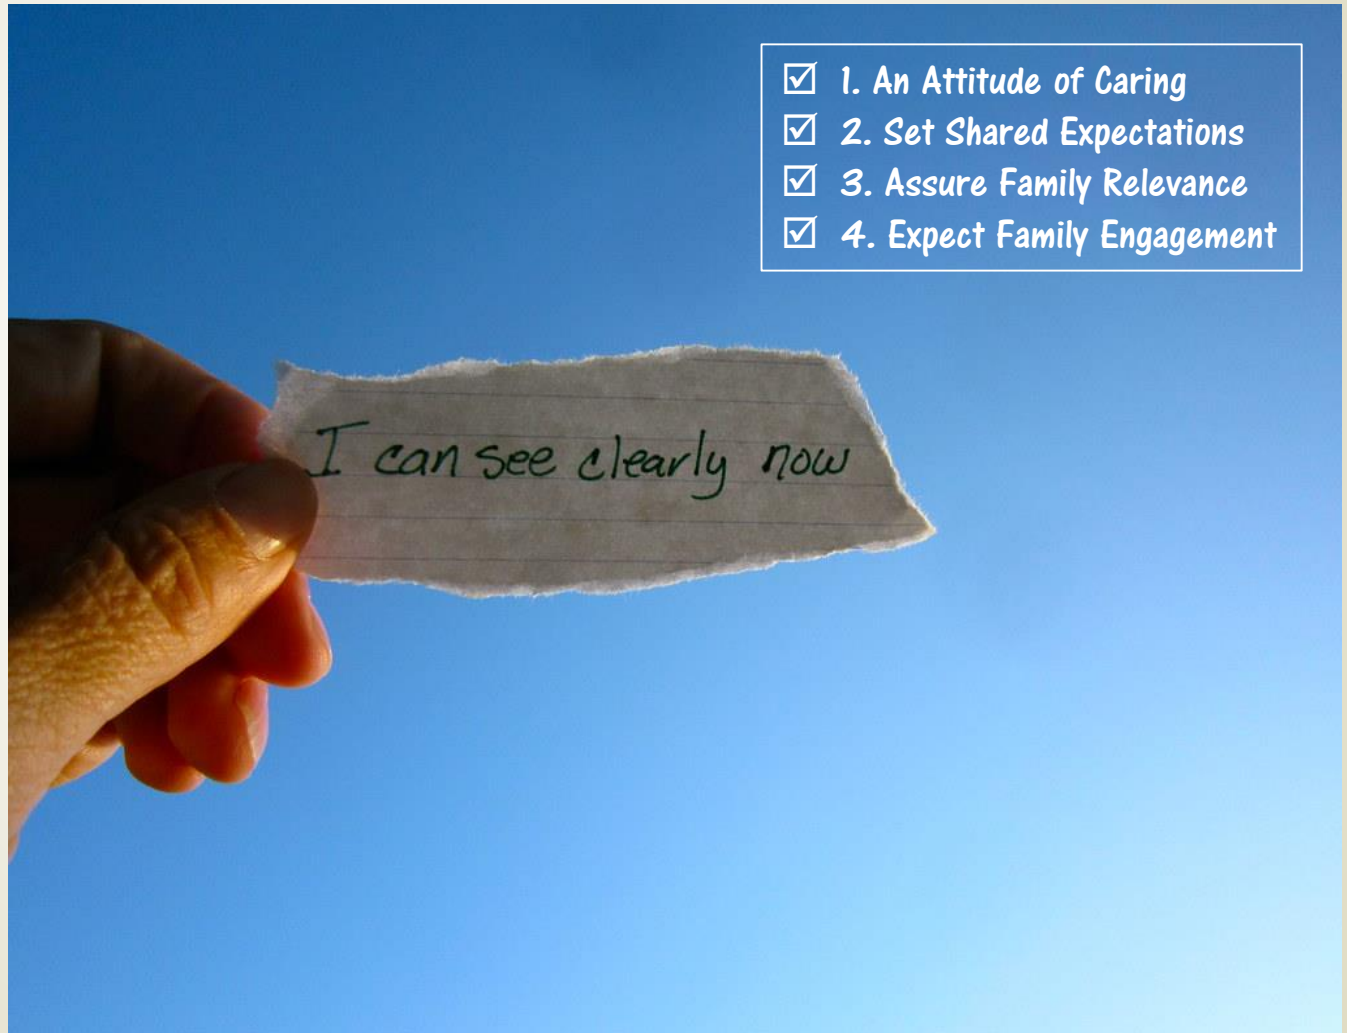 ☑ 1. An Attitude of Caring
☑ 2. Set Shared Expectations
☑ 3. Assure Family Relevance
☑ 4. Expect Family Engagement
I can see clearly now